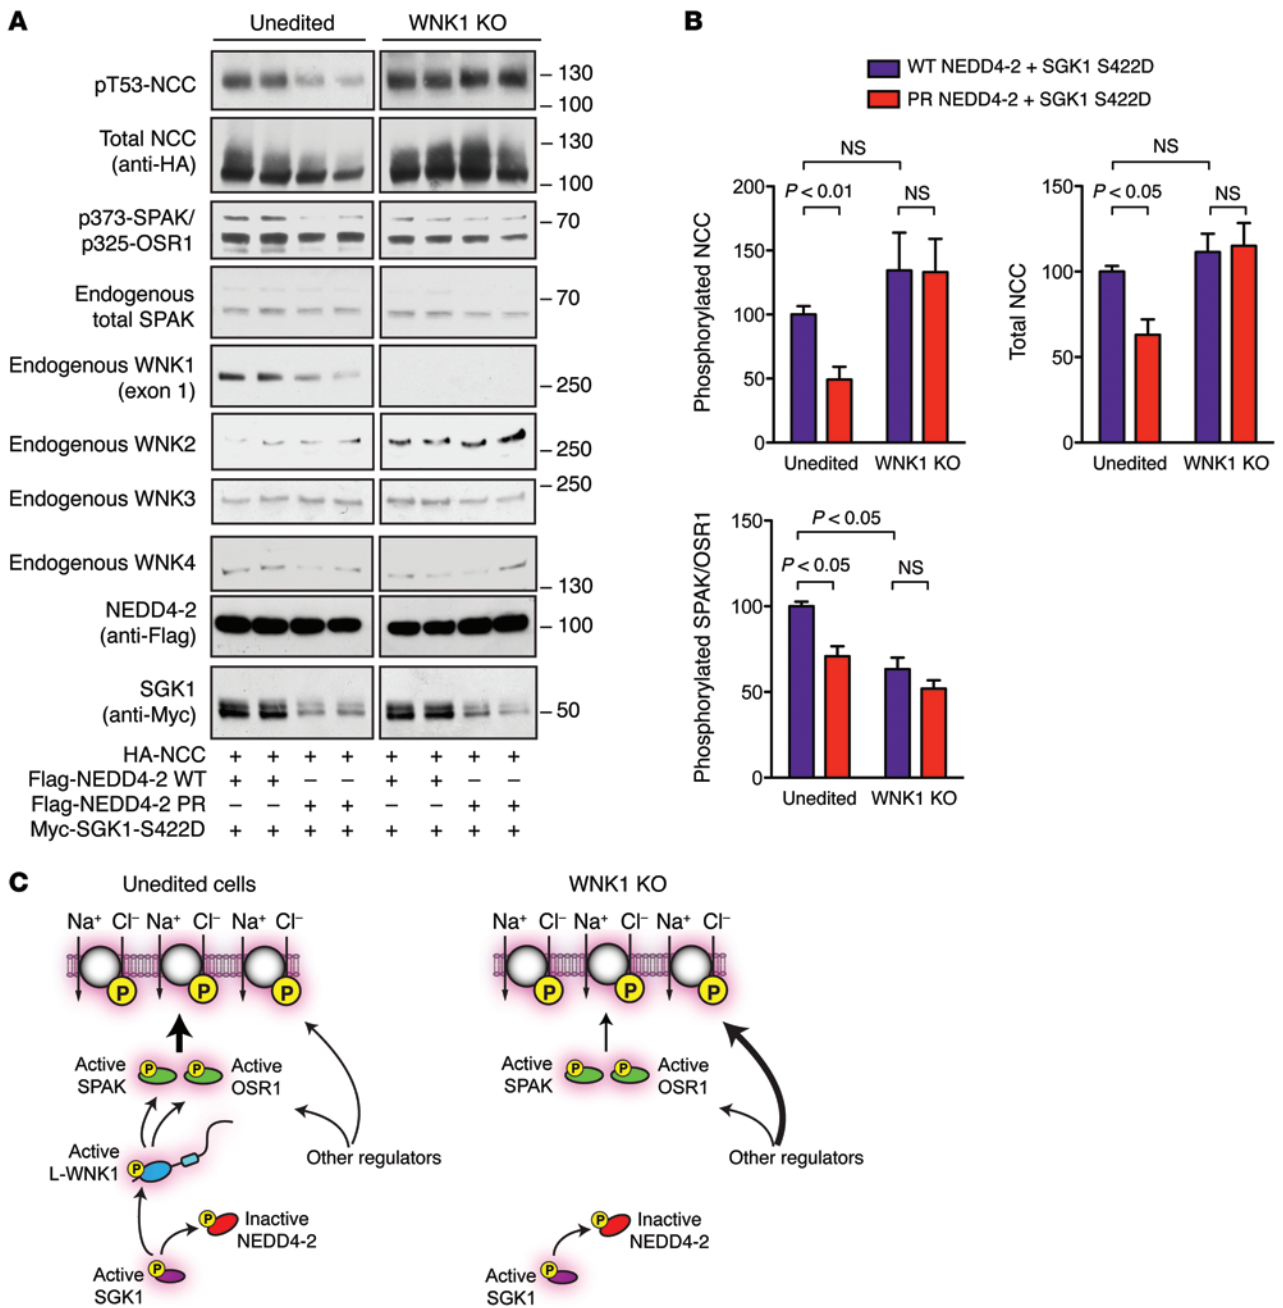 A
Unedited
WNK1 KO
pT53-NCC
– 130
– 100
Total NCC
(anti-HA)
– 130
– 100
p373-SPAK/
p325-OSR1
– 70
Endogenous
total SPAK
– 70
Endogenous WNK1
(exon 1)
– 250
Endogenous WNK2
– 250
Endogenous WNK3
– 250
Endogenous WNK4
– 130
NEDD4-2
(anti-Flag)
– 100
SGK1
(anti-Myc)
– 50
HA-NCC + + + + + + + +
Flag-NEDD4-2 WT + + – – + + – –
Flag-NEDD4-2 PR – – + + – – + +
Myc-SGK1-S422D + + + + + + + +
B
WT NEDD4-2 + SGK1 S422D
PR NEDD4-2 + SGK1 S422D
Phosphorylated NCC
200
150
100
50
0
NS
P < 0.01
NS
Unedited
WNK1 KO
Total NCC
150
100
50
0
NS
P < 0.05
NS
Unedited
WNK1 KO
Phosphorylated SPAK/OSR1
150
100
50
0
P < 0.05
P < 0.05
NS
Unedited
WNK1 KO
C
Unedited cells
Na⁺ Cl⁻ Na⁺ Cl⁻ Na⁺ Cl⁻
P P P
Active
SPAK
P P
Active
OSR1
Active
L-WNK1
P
Other regulators
P
Inactive
NEDD4-2
Active
SGK1
P
WNK1 KO
Na⁺ Cl⁻ Na⁺ Cl⁻ Na⁺ Cl⁻
P P P
Active
SPAK
P P
Active
OSR1
Other regulators
P
Inactive
NEDD4-2
Active
SGK1
P